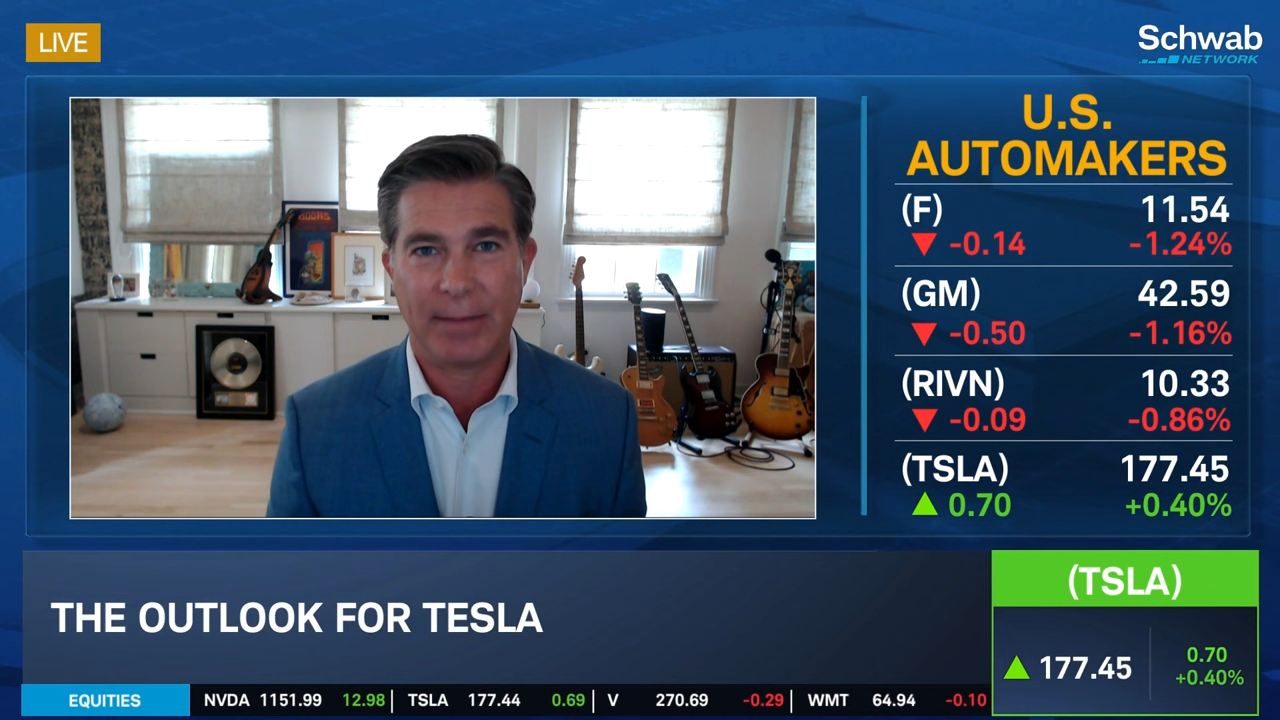 LIVE
Schwab
NETWORK
U.S.
AUTOMAKERS
(F) 11.54
▼ -0.14 -1.24%
(GM) 42.59
▼ -0.50 -1.16%
(RIVN) 10.33
▼ -0.09 -0.86%
(TSLA) 177.45
▲ 0.70 +0.40%
DOORS
THE OUTLOOK FOR TESLA
(TSLA)
▲ 177.45 0.70
+0.40%
EQUITIES NVDA 1151.99 12.98 | TSLA 177.44 0.69 | V 270.69 -0.29 | WMT 64.94 -0.10